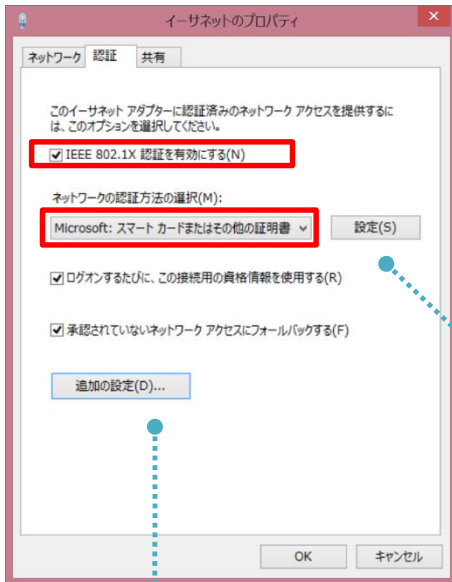 イーサネットのプロパティ
ネットワーク 認証 共有
このイーサネット アダプターに認証済みのネットワーク アクセスを提供するに
は、このオプションを選択してください。
IEEE 802.1X 認証を有効にする(N)
ネットワークの認証方法の選択(M):
Microsoft: スマート カードまたはその他の証明書 設定(S)
ログオンするたびに、この接続用の資格情報を使用する(R)
承認されていないネットワーク アクセスにフォールバックする(F)
追加の設定(D)...
OK キャンセル